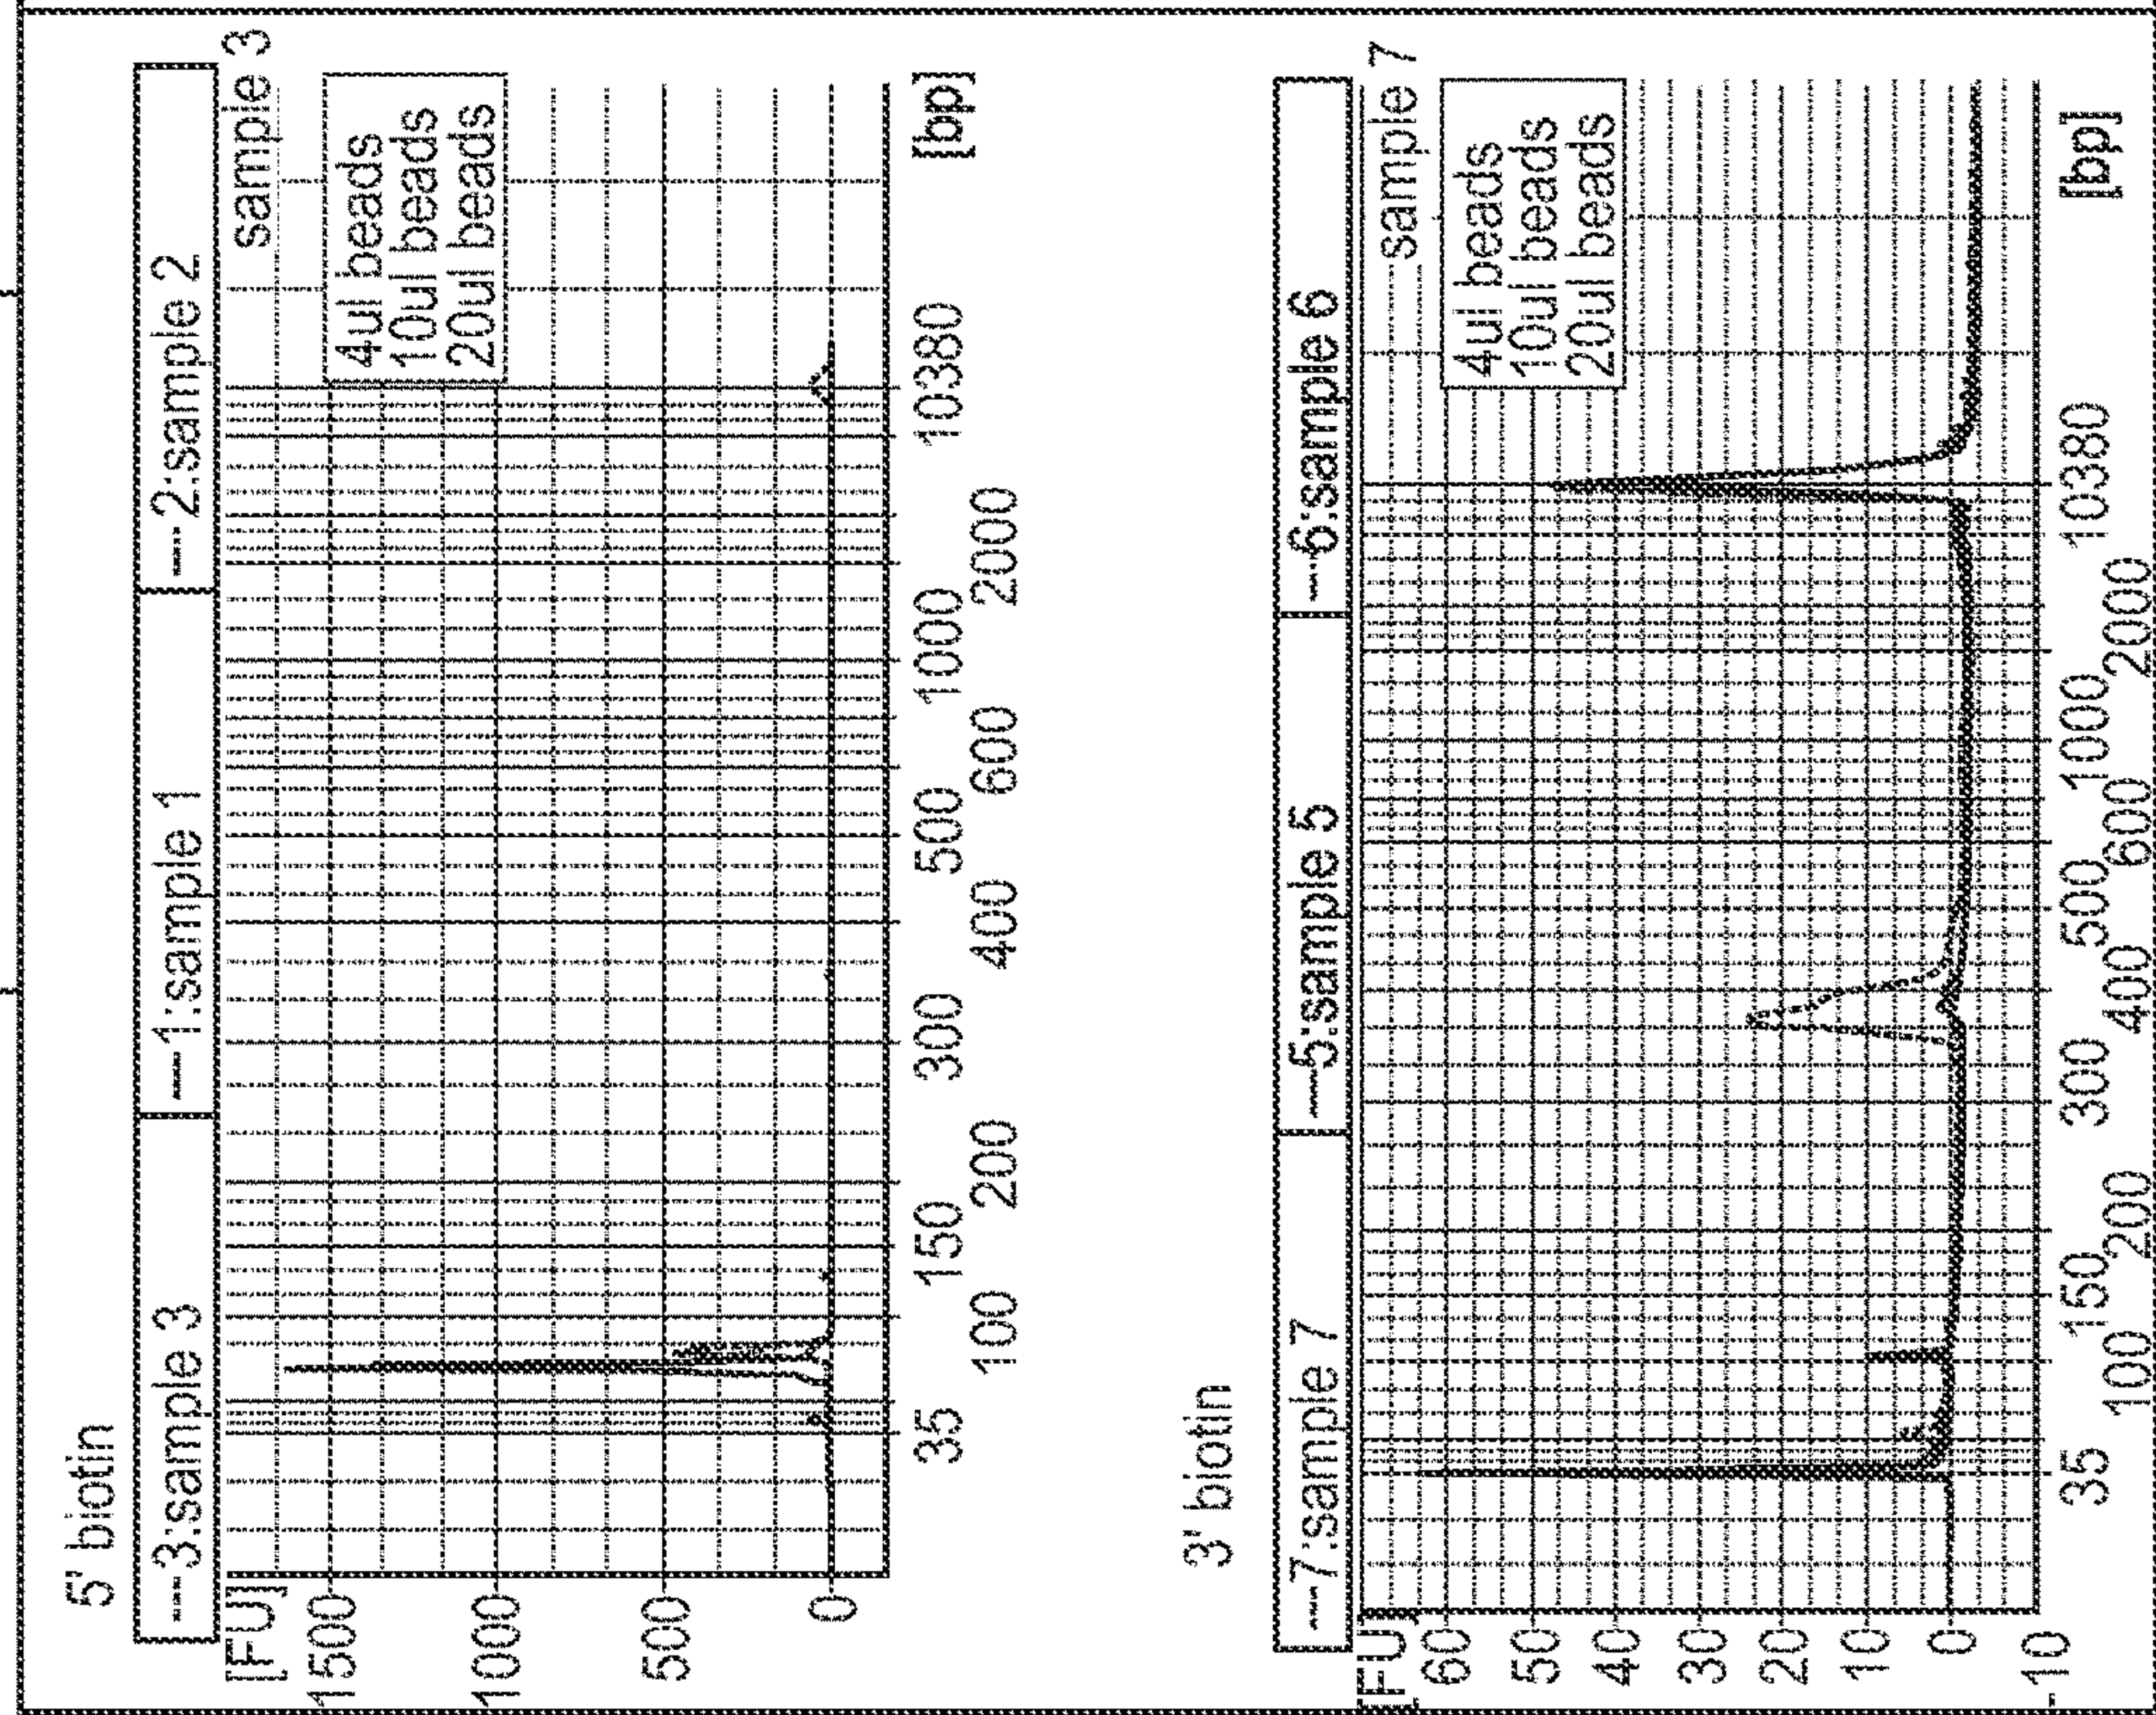 5' biotin
---3:sample 3
—1:sample 1
---2:sample 2
[FU]
sample 3
1500
1000
500
0
4ul beads
10ul beads
20ul beads
35 150 300 500 1000 10380 [bp]
100 200 400 600 2000
3' biotin
---7:sample 7
—5:sample 5
---6:sample 6
[FU]
sample 7
60
50
40
30
20
10
0
-10
4ul beads
10ul beads
20ul beads
35 150 300 500 1000 10380 [bp]
100 200 400 600 2000